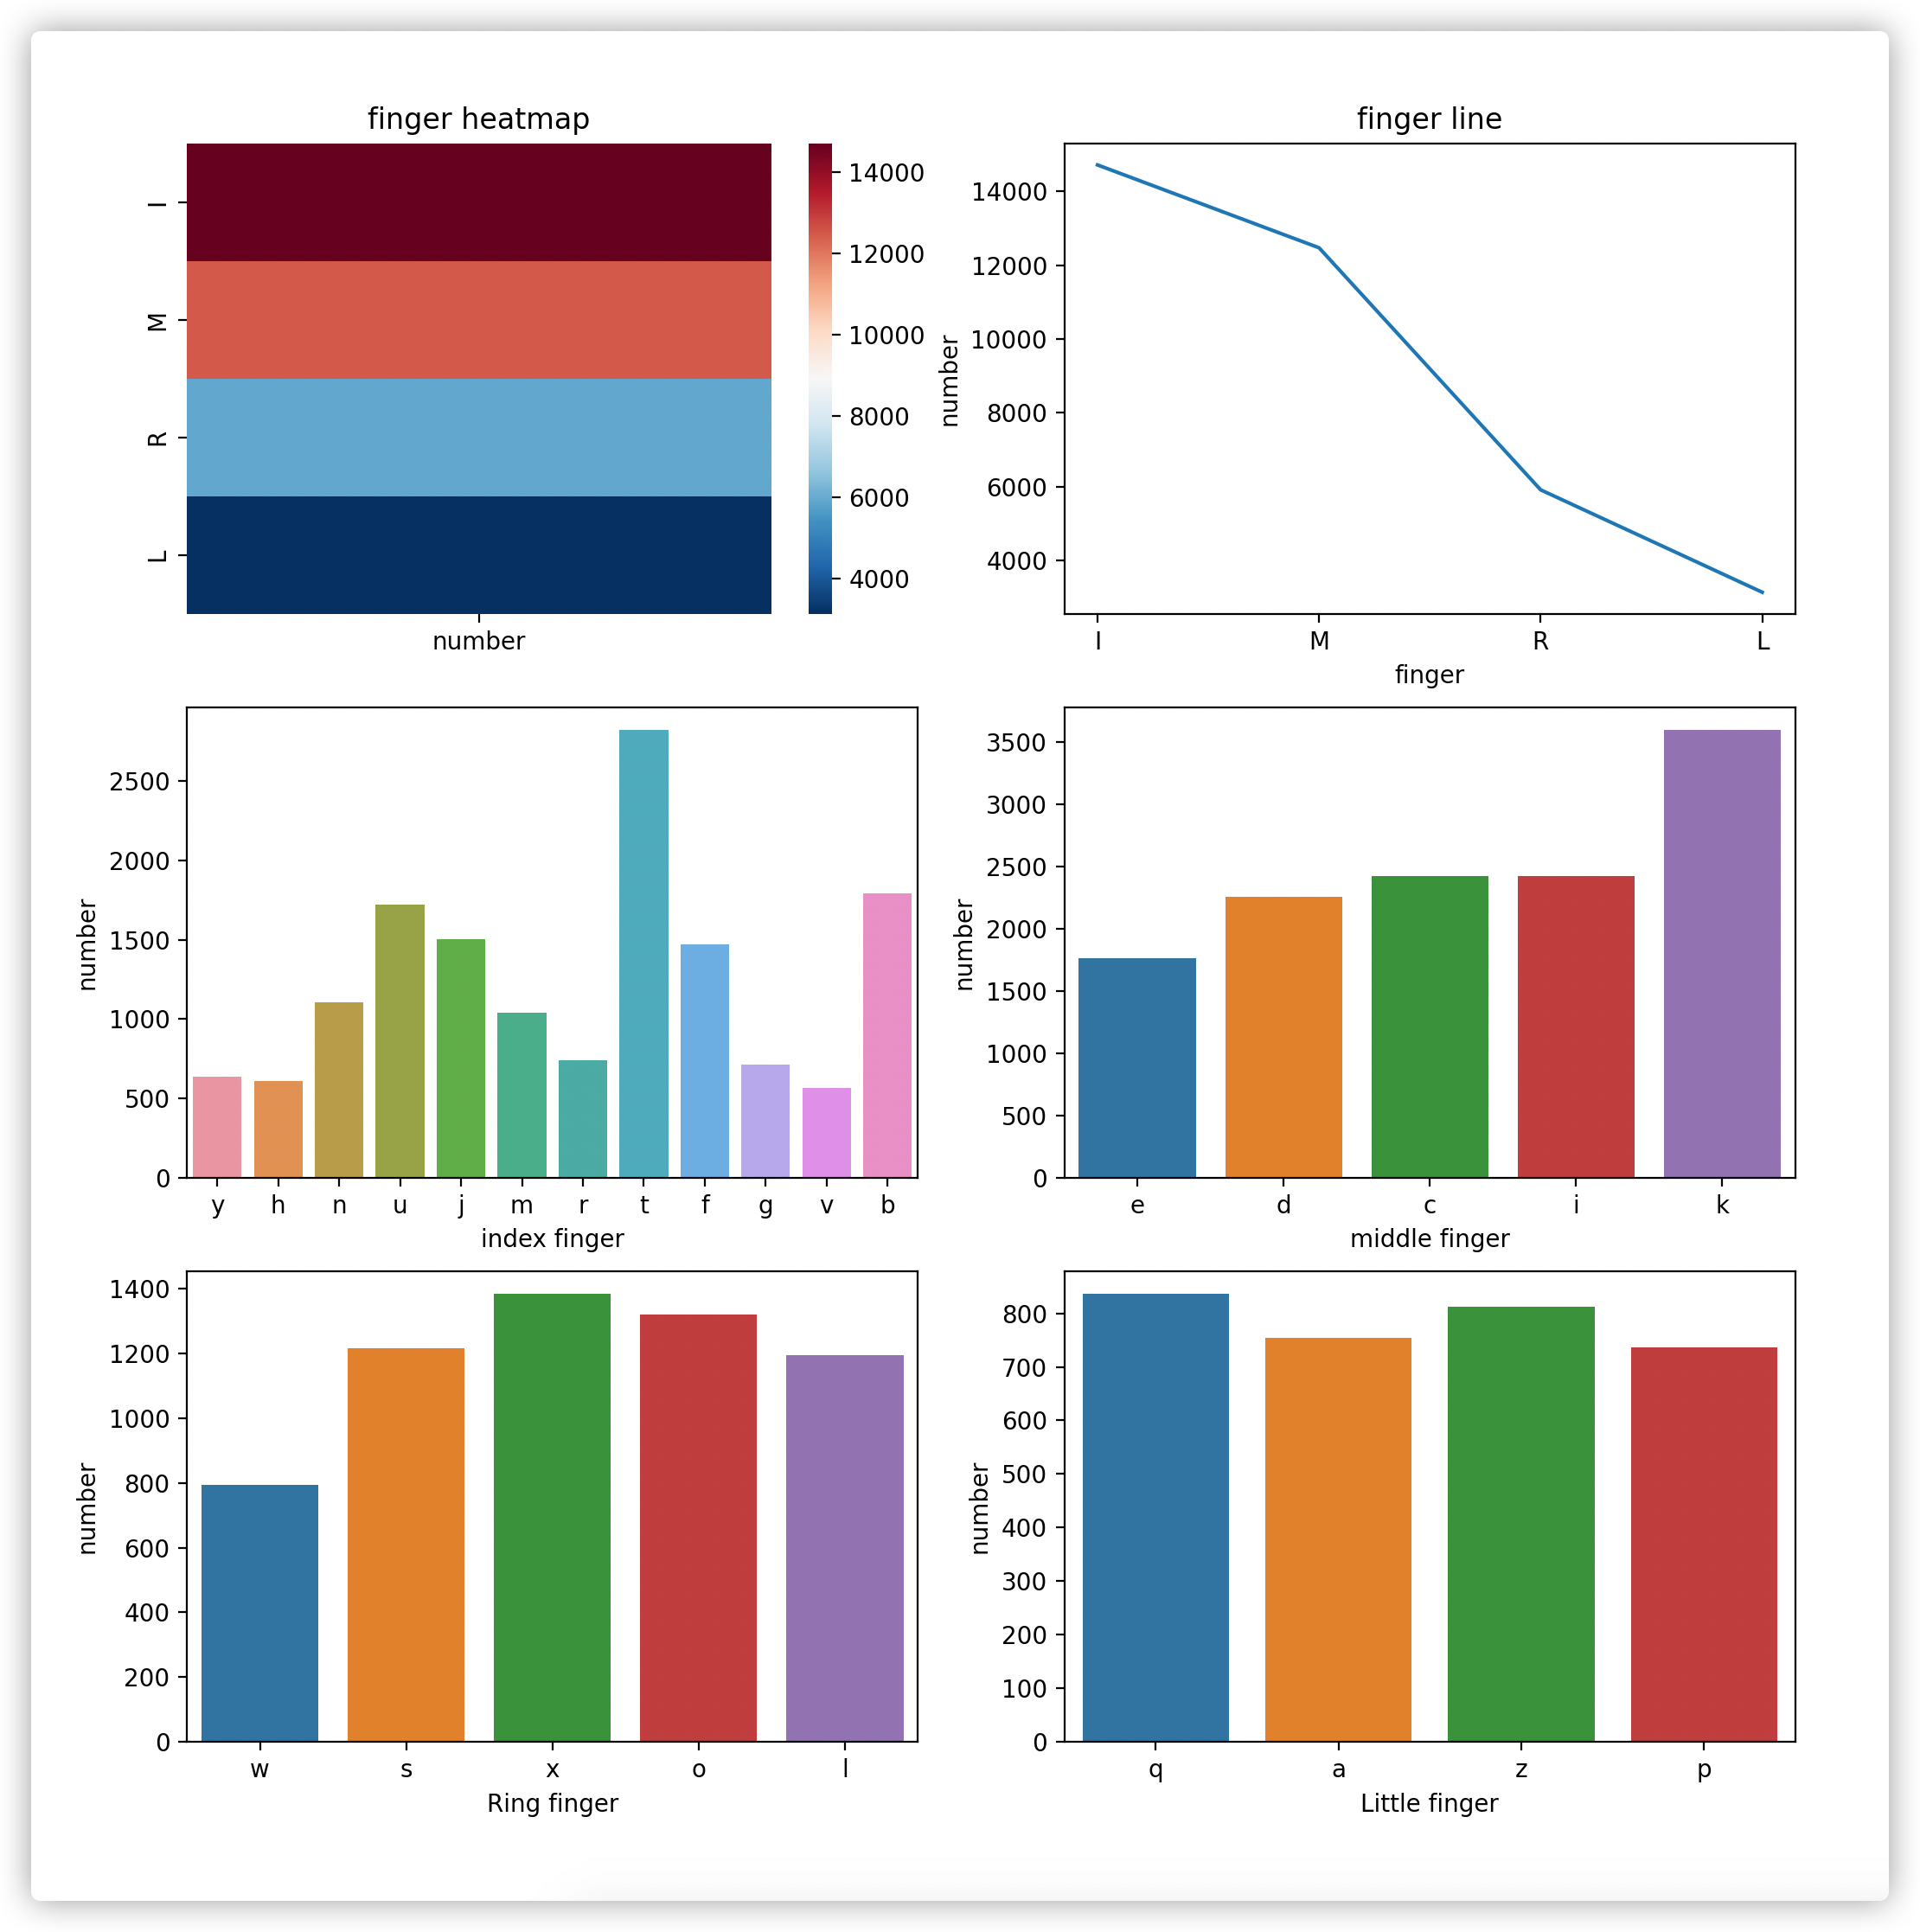 finger heatmap
I
M
R
L
number
14000
12000
10000
8000
6000
4000
finger line
number
14000
12000
10000
8000
6000
4000
I M R L
finger
number
2500
2000
1500
1000
500
0
y h n u j m r t f g v b
index finger
number
3500
3000
2500
2000
1500
1000
500
0
e d c i k
middle finger
number
1400
1200
1000
800
600
400
200
0
w s x o l
Ring finger
number
800
700
600
500
400
300
200
100
0
q a z p
Little finger